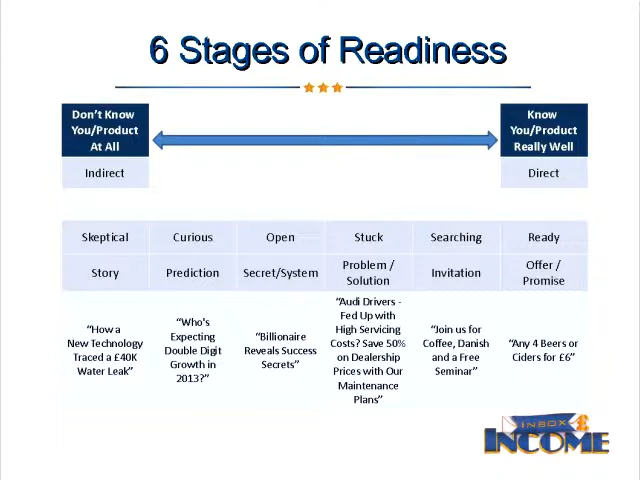 6 Stages of Readiness
Don't Know
You/Product
At All
Know
You/Product
Really Well
Indirect
Direct
Skeptical
Curious
Open
Stuck
Searching
Ready
Story
Prediction
Secret/System
Problem /
Solution
Invitation
Offer /
Promise
"How a
New Technology
Traced a £40K
Water Leak"
"Who's
Expecting
Double Digit
Growth in
2013?"
"Billionaire
Reveals Success
Secrets"
"Audi Drivers -
Fed Up with
High Servicing
Costs? Save 50%
on Dealership
Prices with Our
Maintenance
Plans"
"Join us for
Coffee, Danish
and a Free
Seminar"
"Any 4 Beers or
Ciders for £6"
INBOX £
INCOME